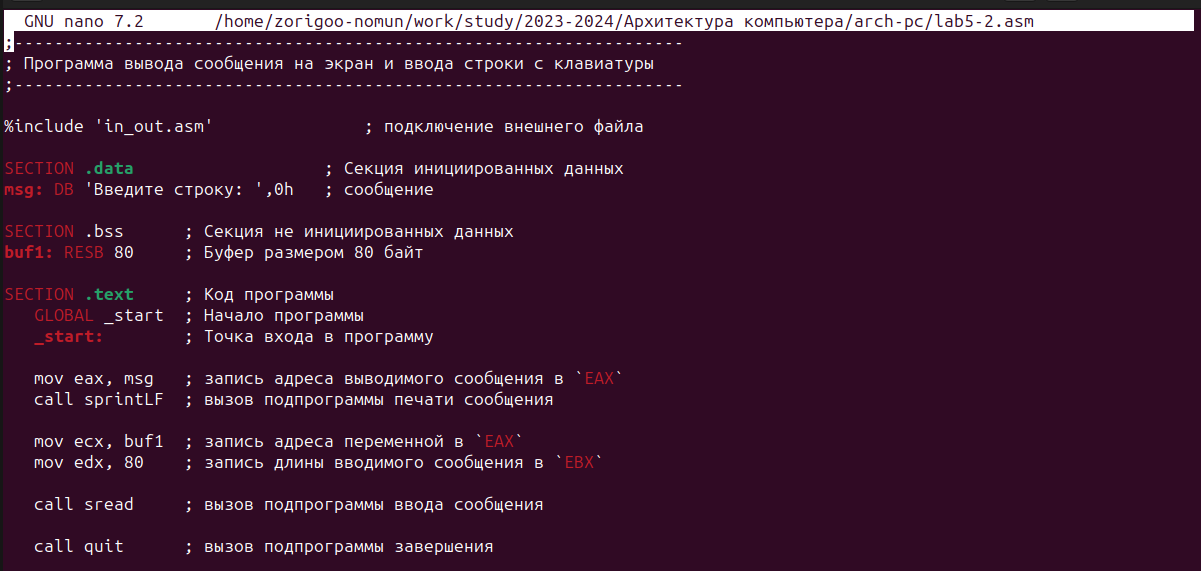 GNU nano 7.2 /home/zorigoo-nomun/work/study/2023-2024/Архитектура компьютера/arch-pc/lab5-2.asm
;-------------------------------------------------------------------
; Программа вывода сообщения на экран и ввода строки с клавиатуры
;-------------------------------------------------------------------
%include 'in_out.asm' ; подключение внешнего файла
SECTION .data ; Секция инициированных данных
msg: DB 'Введите строку: ',0h ; сообщение
SECTION .bss ; Секция не инициированных данных
buf1: RESB 80 ; Буфер размером 80 байт
SECTION .text ; Код программы
GLOBAL _start ; Начало программы
_start: ; Точка входа в программу
mov eax, msg ; запись адреса выводимого сообщения в `EAX`
call sprintLF ; вызов подпрограммы печати сообщения
mov ecx, buf1 ; запись адреса переменной в `EAX`
mov edx, 80 ; запись длины вводимого сообщения в `EBX`
call sread ; вызов подпрограммы ввода сообщения
call quit ; вызов подпрограммы завершения